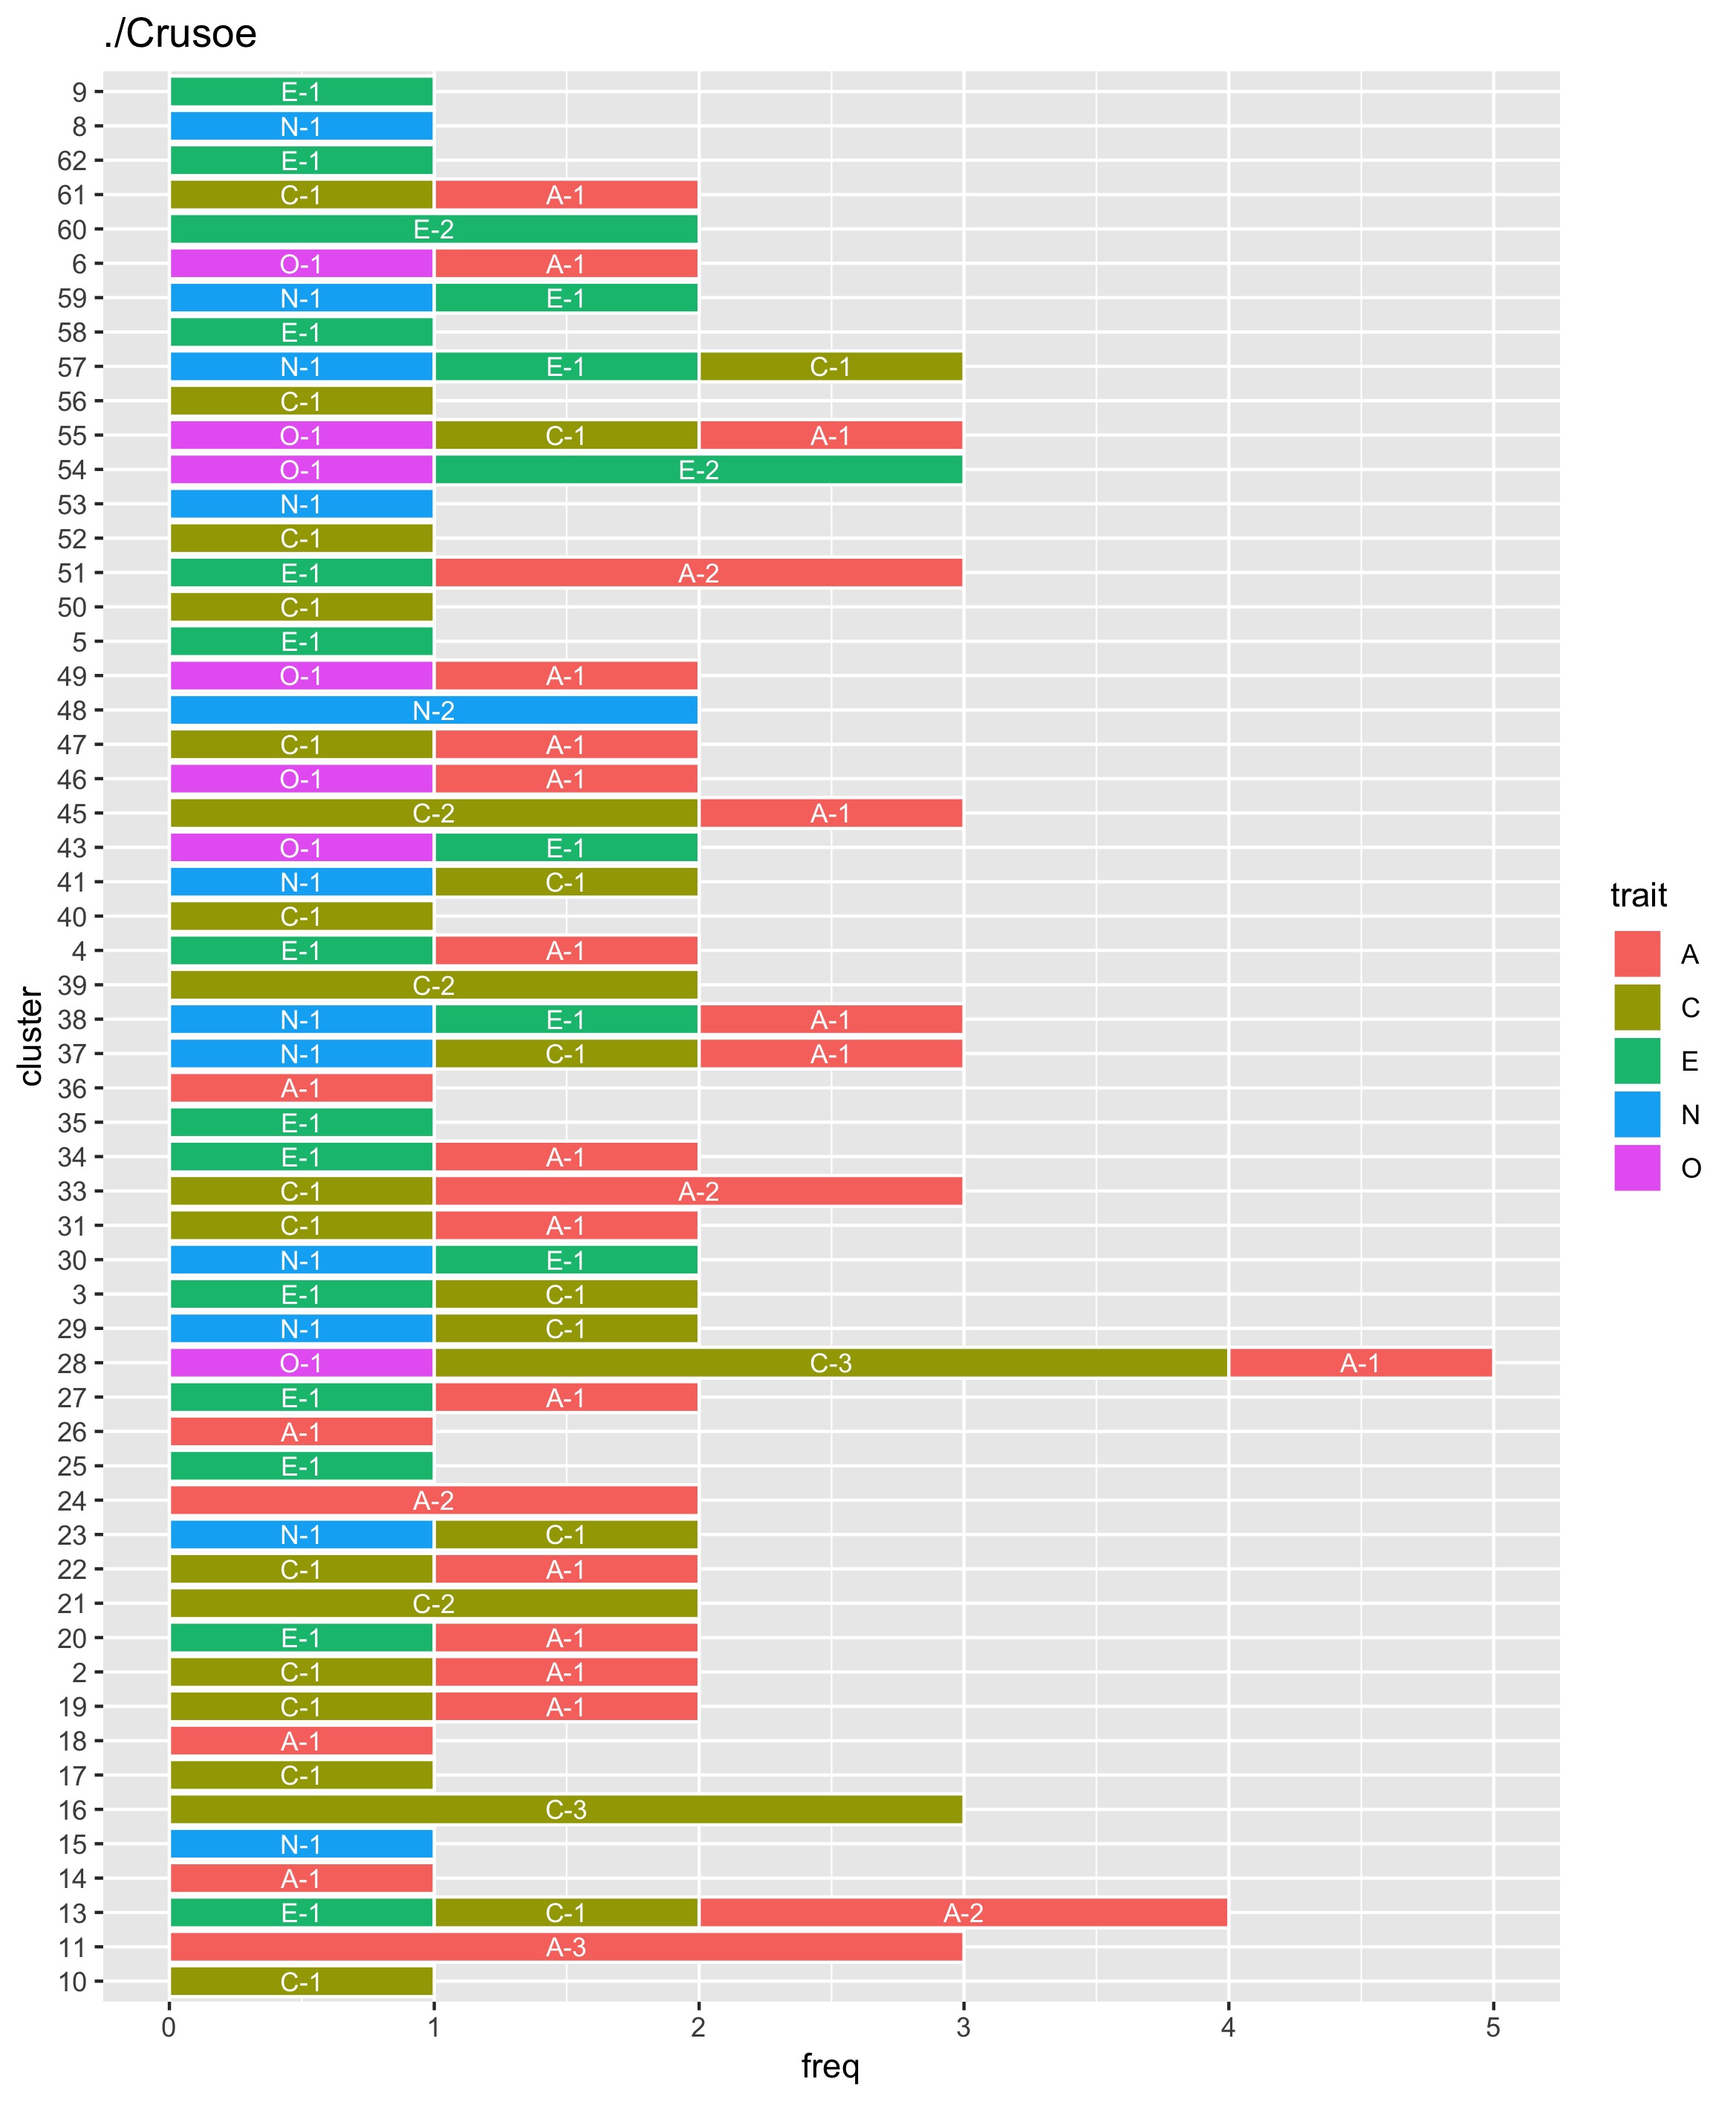 ./Crusoe
9 E-1
8 N-1
62 E-1
61 C-1 A-1
60 E-2
6 O-1 A-1
59 N-1 E-1
58 E-1
57 N-1 E-1 C-1
56 C-1
55 O-1 C-1 A-1
54 O-1 E-2
53 N-1
52 C-1
51 E-1 A-2
50 C-1
5 E-1
49 O-1 A-1
48 N-2
47 C-1 A-1
46 O-1 A-1
45 C-2 A-1
43 O-1 E-1
41 N-1 C-1
40 C-1
4 E-1 A-1
39 C-2
38 N-1 E-1 A-1
37 N-1 C-1 A-1
36 A-1
35 E-1
34 E-1 A-1
33 C-1 A-2
31 C-1 A-1
30 N-1 E-1
3 E-1 C-1
29 N-1 C-1
28 O-1 C-3 A-1
27 E-1 A-1
26 A-1
25 E-1
24 A-2
23 N-1 C-1
22 C-1 A-1
21 C-2
20 E-1 A-1
2 C-1 A-1
19 C-1 A-1
18 A-1
17 C-1
16 C-3
15 N-1
14 A-1
13 E-1 C-1 A-2
11 A-3
10 C-1
0 1 2 3 4 5
freq
cluster
trait
A
C
E
N
O